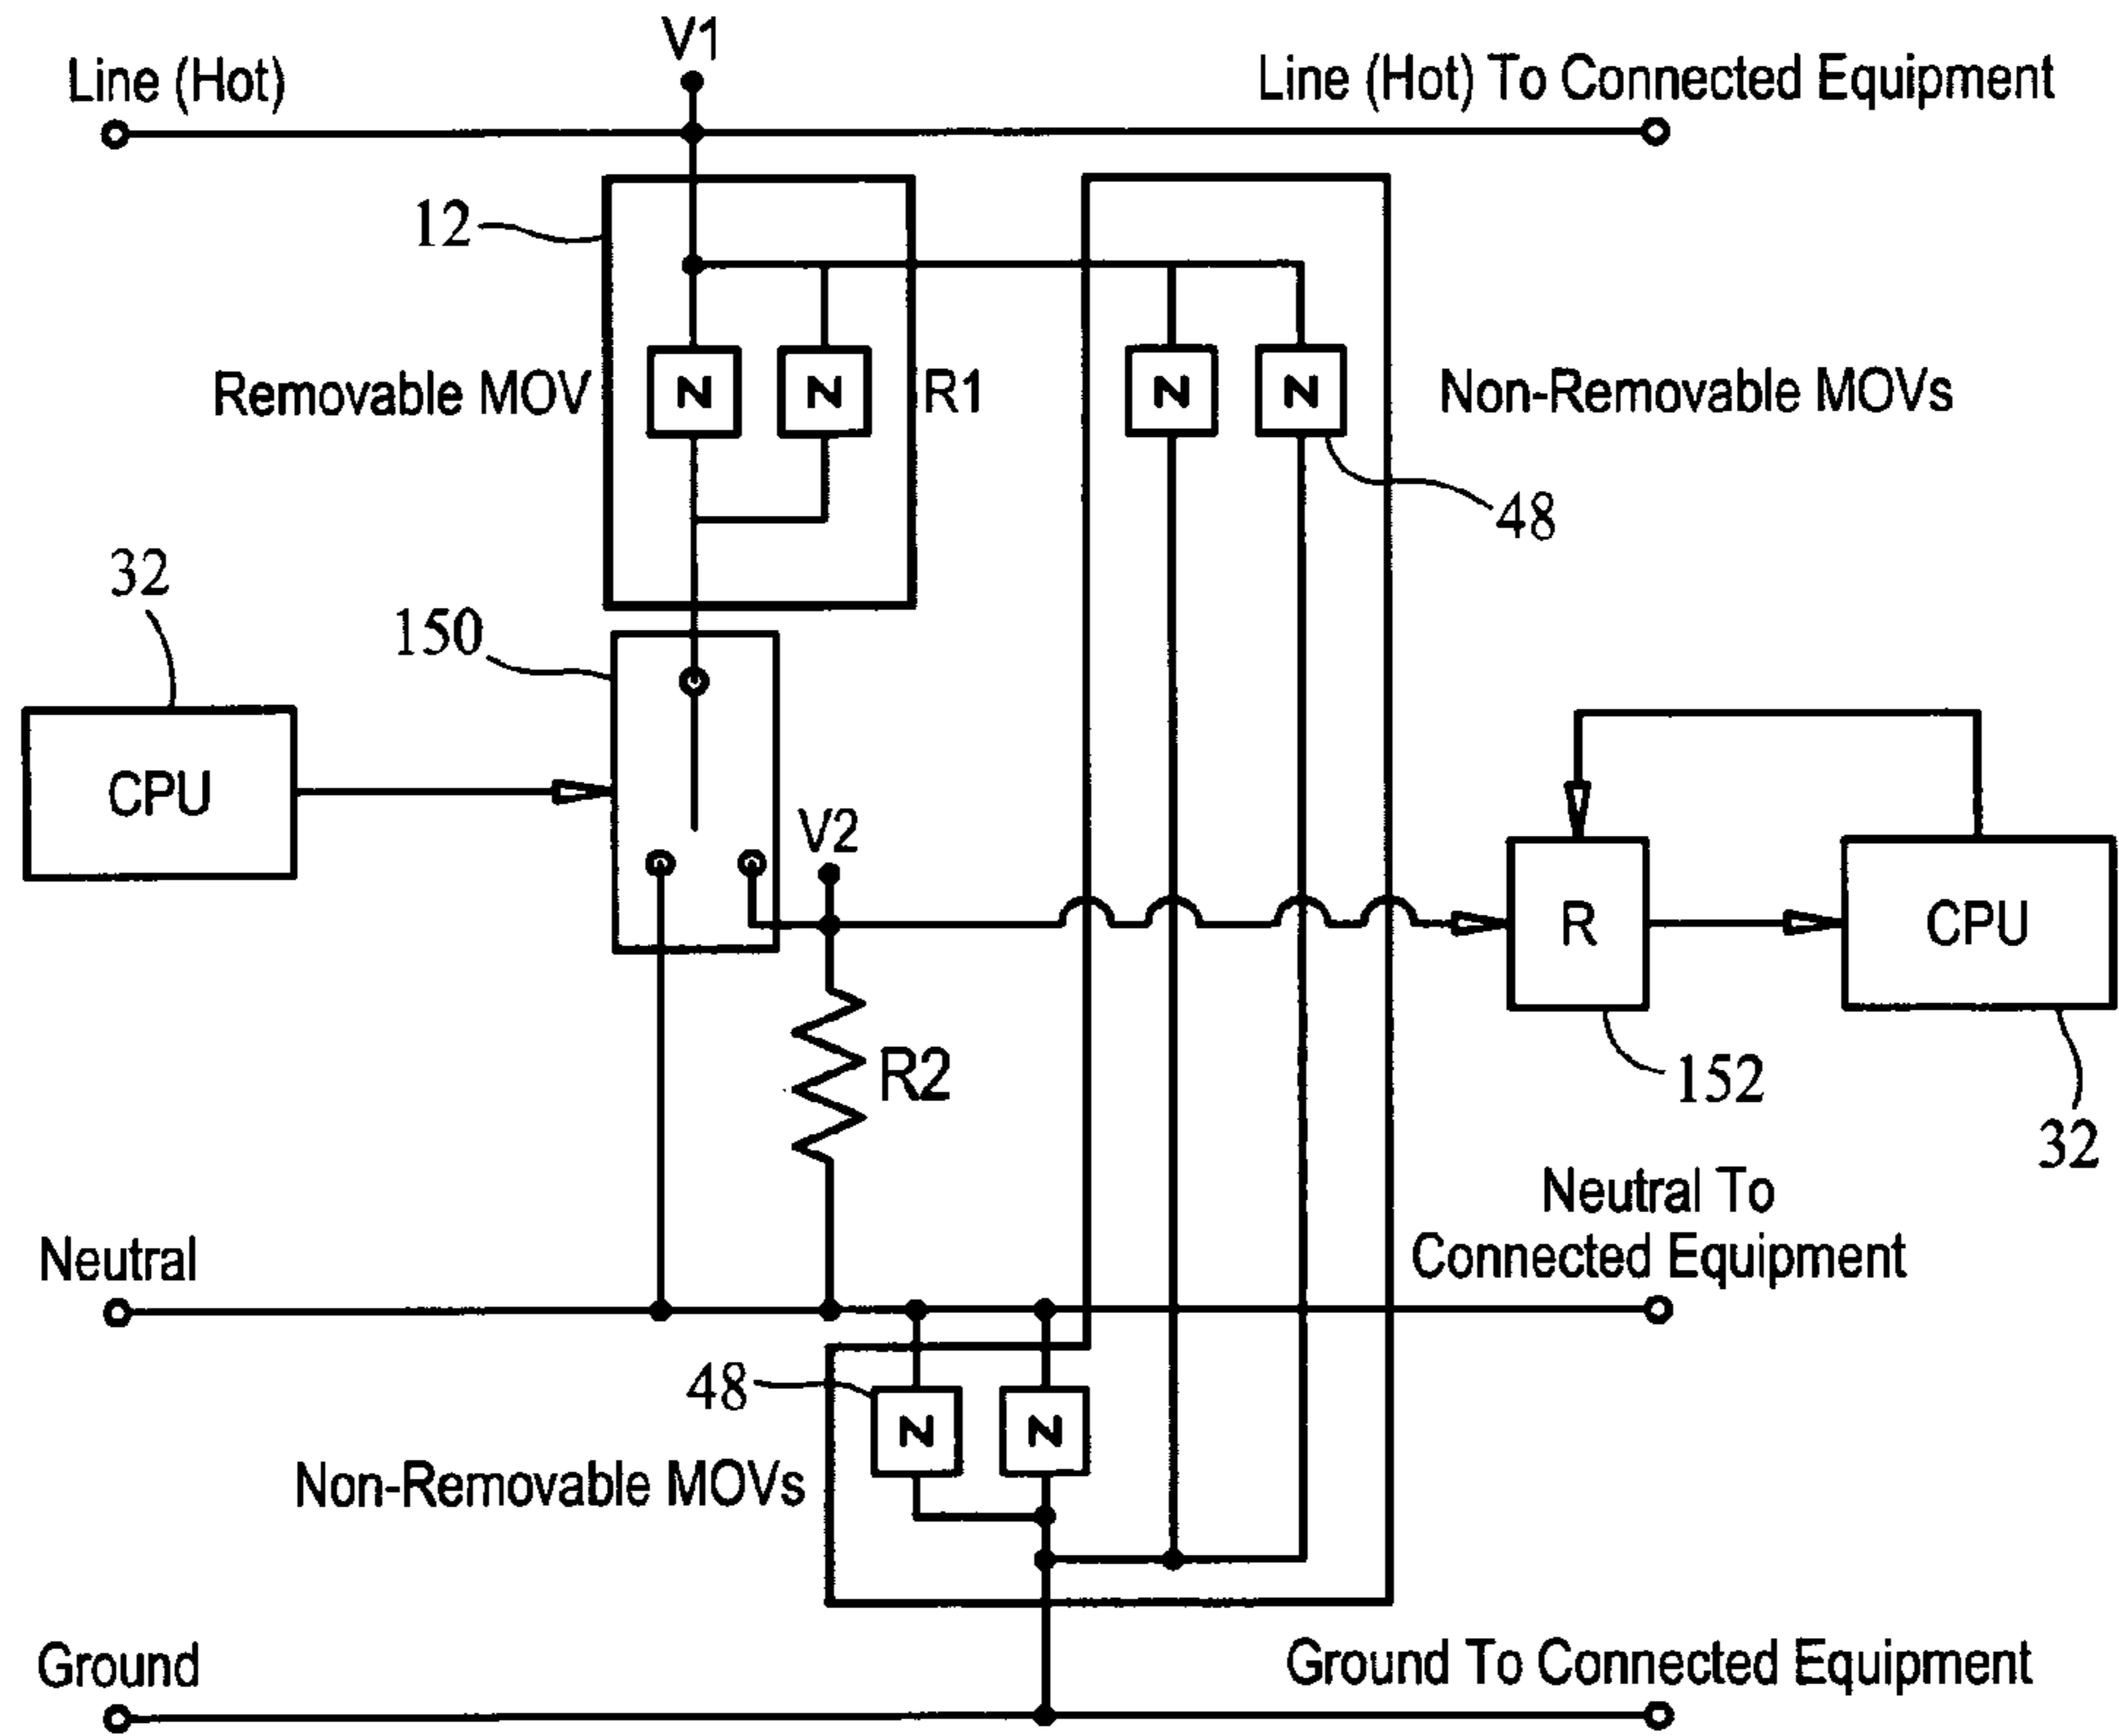 V1
Line (Hot)
Line (Hot) To Connected Equipment
12
Removable MOV
N
N
R1
N
N
Non-Removable MOVs
48
32
150
CPU
V2
R
CPU
R2
152
32
Neutral To
Connected Equipment
Neutral
48
N
N
Non-Removable MOVs
Ground
Ground To Connected Equipment